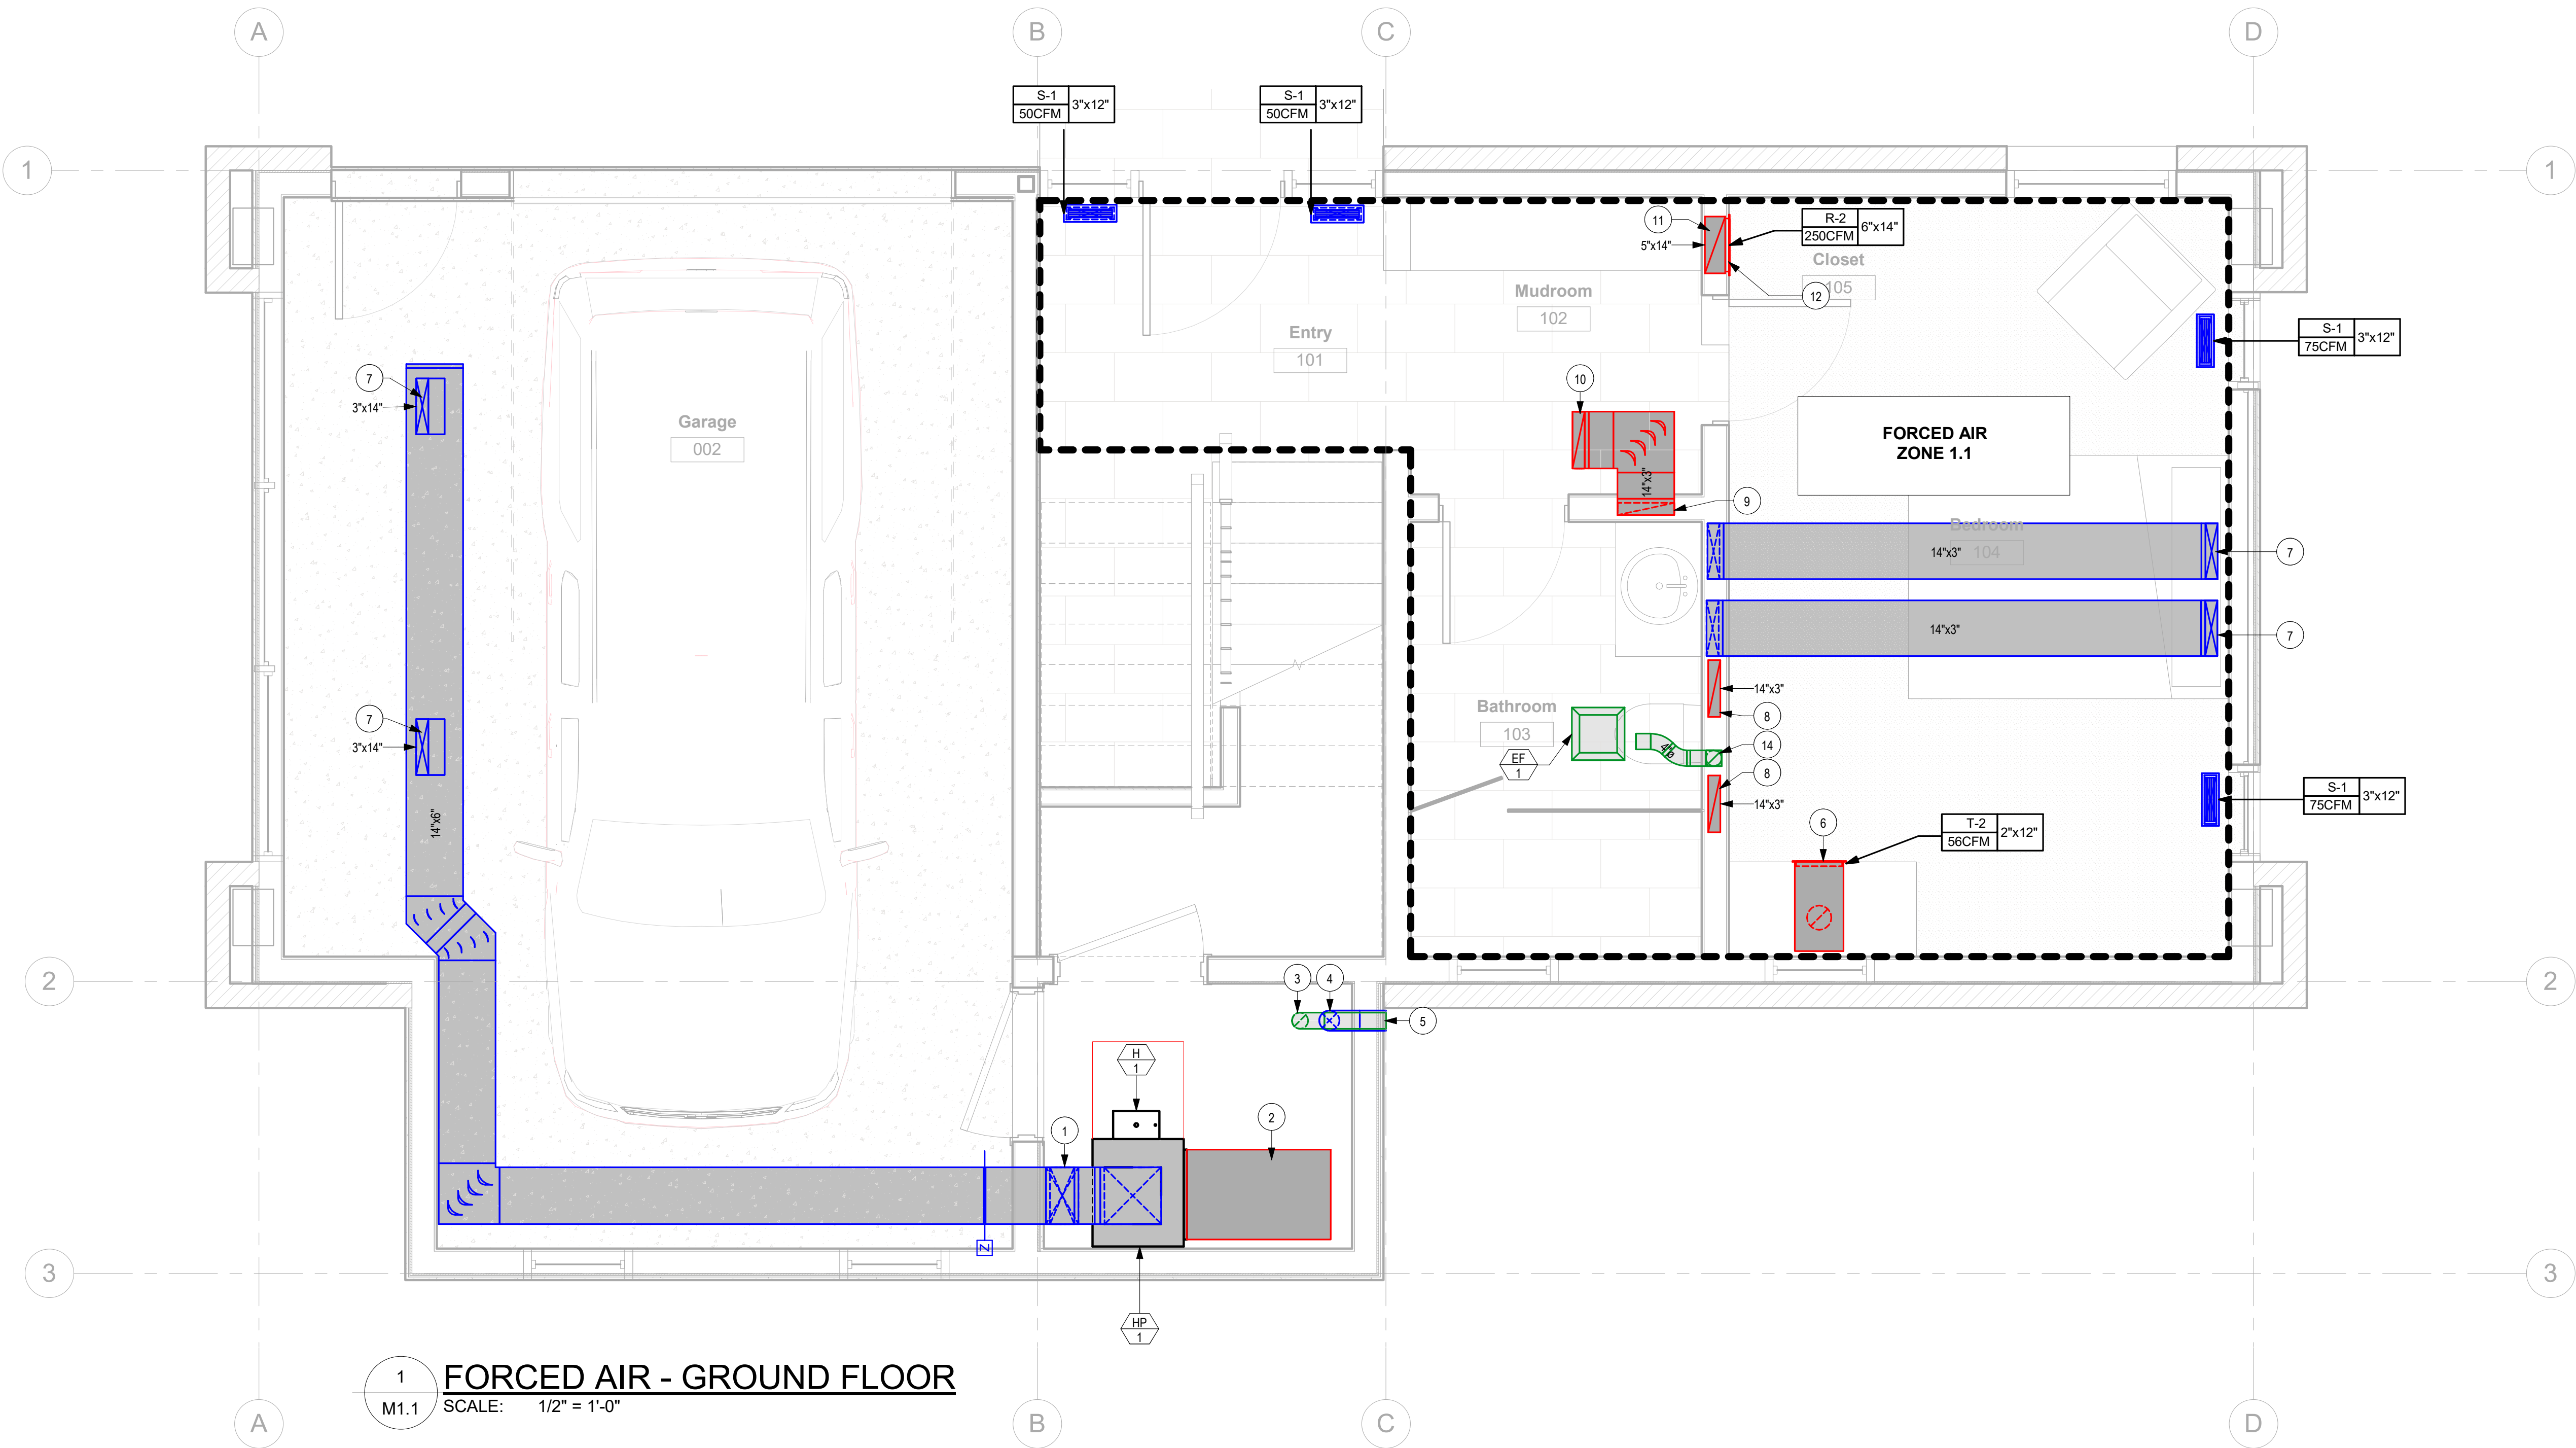 A
B
C
D
S-1
50CFM
3"x12"
S-1
50CFM
3"x12"
1
1
11
5"x14"
R-2
250CFM
6"x14"
Closet
105
12
Mudroom
102
Entry
101
S-1
75CFM
3"x12"
7
3"x14"
10
Garage
002
FORCED AIR
ZONE 1.1
14"x3"
9
Bedroom
104
14"x3"
7
14"x3"
7
14"x3"
8
7
3"x14"
Bathroom
103
EF
1
4"ø
14
8
14"x3"
S-1
75CFM
3"x12"
14"x6"
6
T-2
56CFM
2"x12"
2
3
4
2
5
H
1
1
2
Z
3
3
HP
1
1
M1.1
FORCED AIR - GROUND FLOOR
SCALE: 1/2" = 1'-0"
A
B
C
D